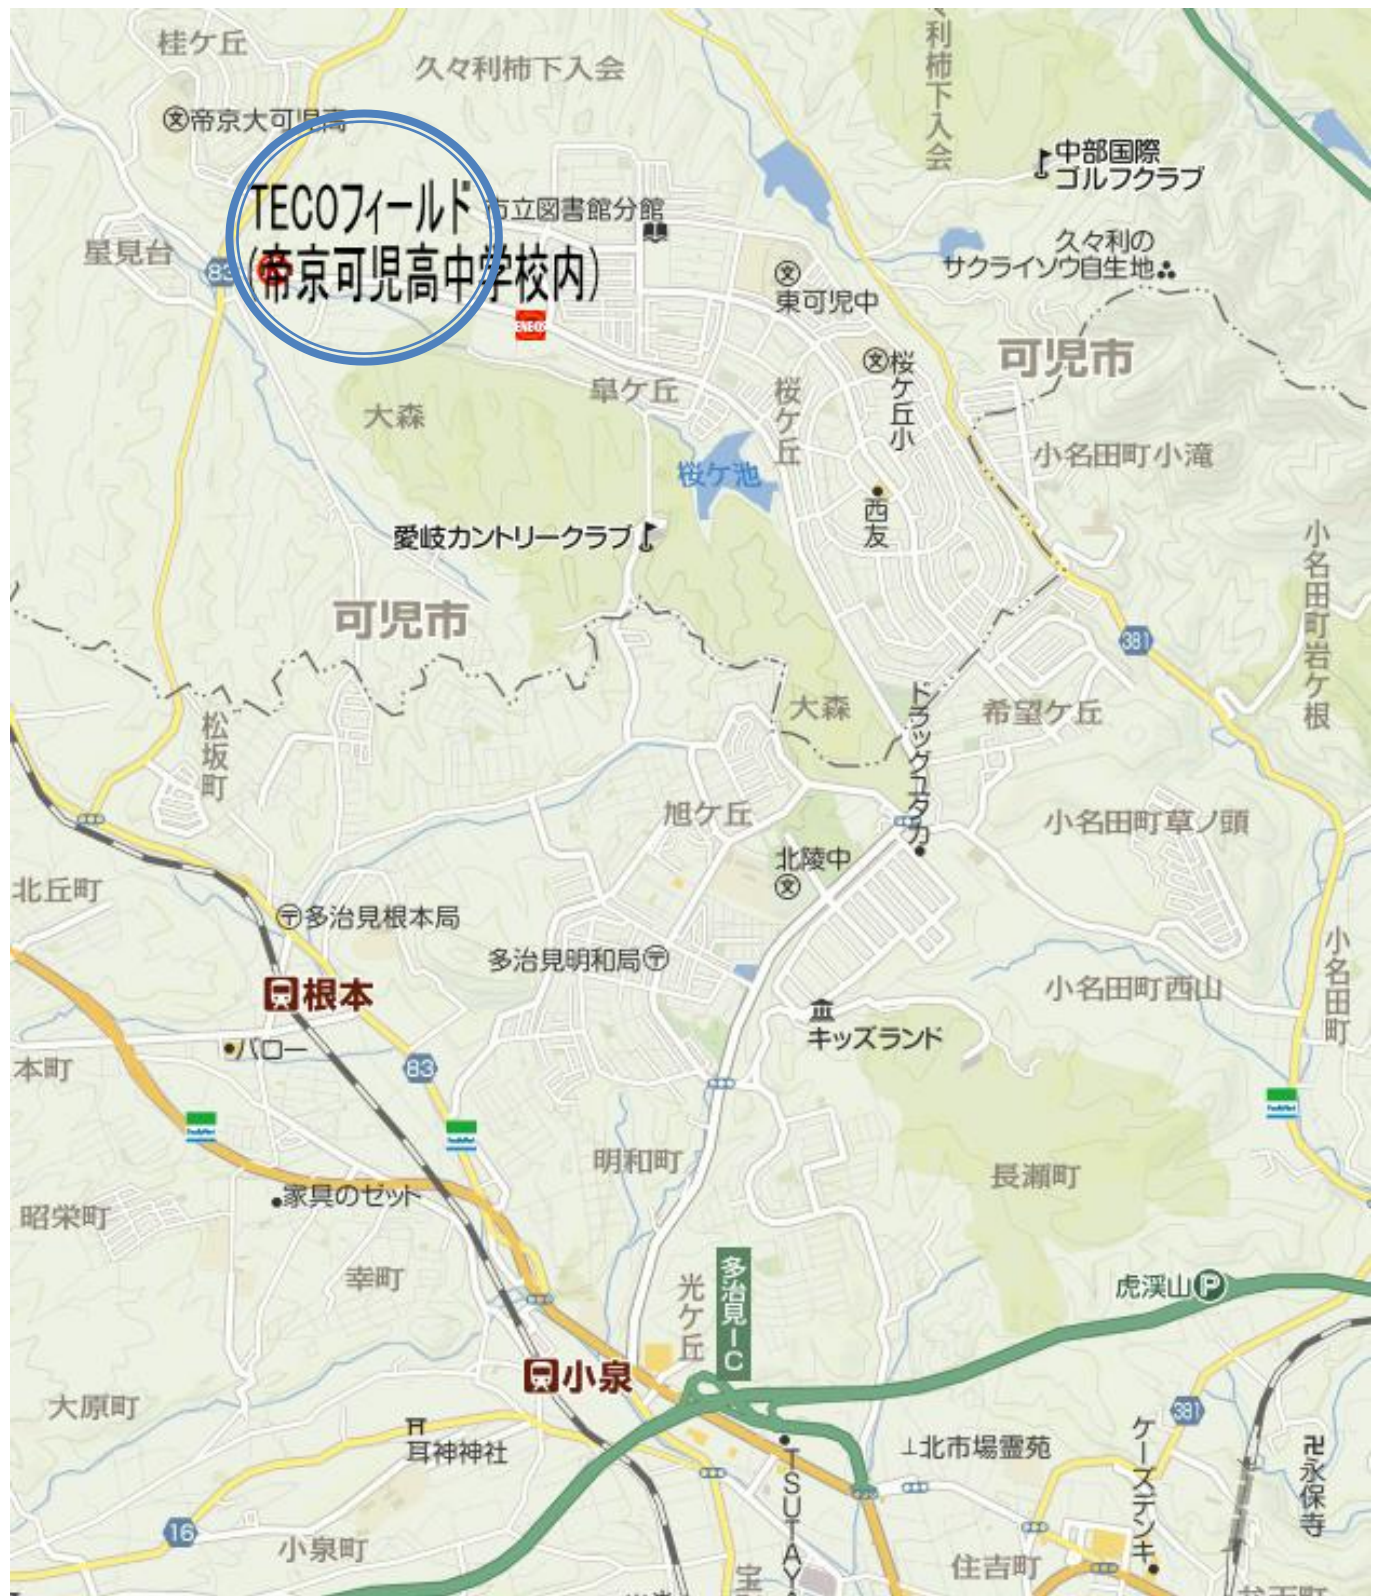 桂ケ丘
久々利柿下入会
利柿下入会
帝京大可児高
中部国際
ゴルフクラブ
TECOフィールド
(帝京可児高中学校内)
市立図書館分館
星見台
83
久々利の
サクライソウ自生地
文
東可児中
ENEOS
可児市
文
桜ケ丘小
皐ケ丘
桜ケ丘
大森
小名田町小滝
桜ケ池
西友
愛岐カントリークラブ
小名田町岩ケ根
可児市
381
大森
ドラッグユタカ
希望ケ丘
松坂町
旭ケ丘
小名田町草ノ頭
北陵中
文
北丘町
〒多治見根本局
多治見明和局〒
小名田町
小名田町西山
根本
キッズランド
バロー
本町
83
FamilyMart
FamilyMart
FamilyMart
明和町
長瀬町
家具のゼット
昭栄町
幸町
光ケ丘
多治見IC
虎渓山P
小泉
大原町
耳神神社
381
ケーズデンキ
北市場霊苑
卍永保寺
TSUTAYA
16
小泉町
住吉町
宝